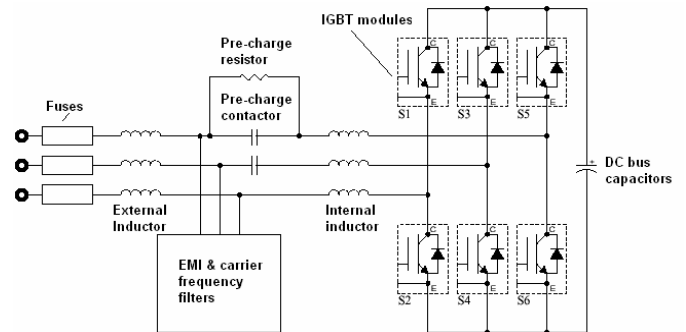 IGBT modules
Pre-charge
resistor
Pre-charge
contactor
Fuses
C
C
C
E
E
E
S1
S3
S5
+
DC bus
capacitors
External
Inductor
Internal
inductor
EMI & carrier
frequency
filters
C
C
C
E
E
E
S2
S4
S6